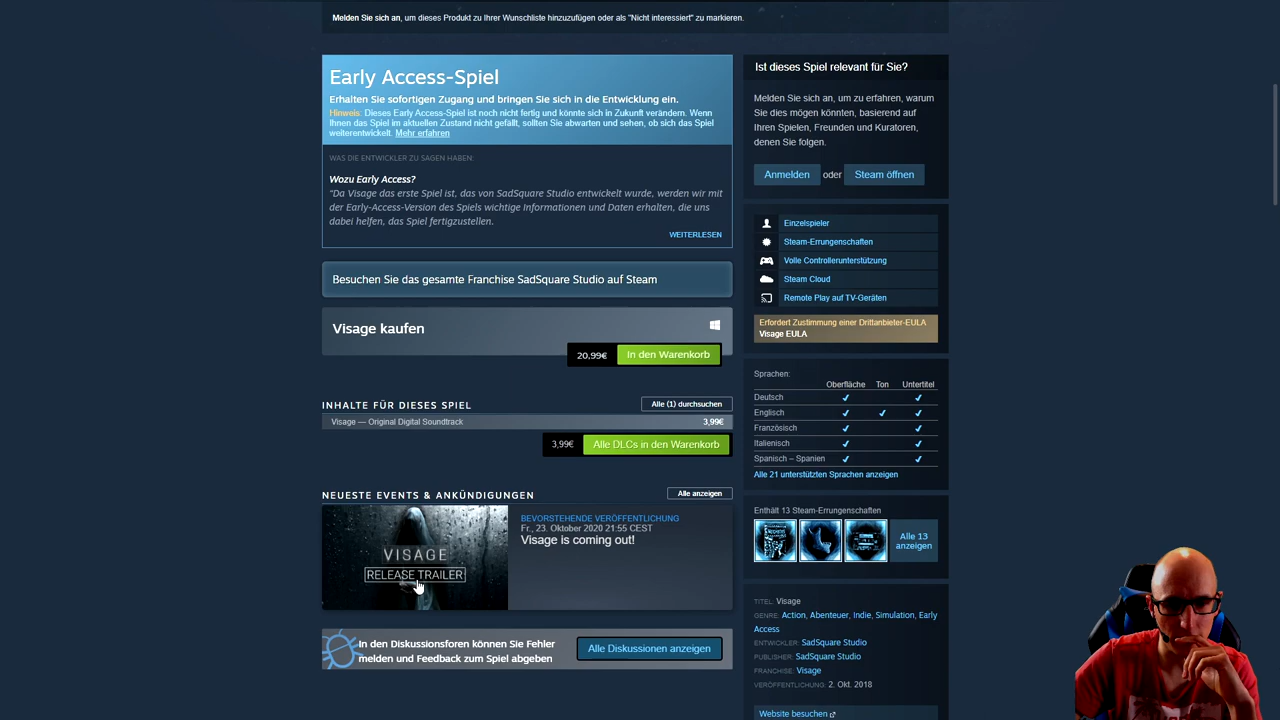 Melden Sie sich an, um dieses Produkt zu Ihrer Wunschliste hinzuzufügen oder als "Nicht interessiert" zu markieren.
Early Access-Spiel
Erhalten Sie sofortigen Zugang und bringen Sie sich in die Entwicklung ein.
Hinweis: Dieses Early Access-Spiel ist noch nicht fertig und könnte sich in Zukunft verändern. Wenn
Ihnen das Spiel im aktuellen Zustand nicht gefällt, sollten Sie abwarten und sehen, ob sich das Spiel
weiterentwickelt. Mehr erfahren
WAS DIE ENTWICKLER ZU SAGEN HABEN:
Wozu Early Access?
"Da Visage das erste Spiel ist, das von SadSquare Studio entwickelt wurde, werden wir mit
der Early-Access-Version des Spiels wichtige Informationen und Daten erhalten, die uns
dabei helfen, das Spiel fertigzustellen.
WEITERLESEN
Besuchen Sie das gesamte Franchise SadSquare Studio auf Steam
Visage kaufen
20,99€ In den Warenkorb
INHALTE FÜR DIESES SPIEL Alle (1) durchsuchen
Visage — Original Digital Soundtrack 3,99€
3,99€ Alle DLCs in den Warenkorb
NEUESTE EVENTS & ANKÜNDIGUNGEN Alle anzeigen
VISAGE
RELEASE TRAILER
BEVORSTEHENDE VERÖFFENTLICHUNG
Fr., 23. Oktober 2020 21:55 CEST
Visage is coming out!
In den Diskussionsforen können Sie Fehler
melden und Feedback zum Spiel abgeben
Alle Diskussionen anzeigen
Ist dieses Spiel relevant für Sie?
Melden Sie sich an, um zu erfahren, warum
Sie dies mögen könnten, basierend auf
Ihren Spielen, Freunden und Kuratoren,
denen Sie folgen.
Anmelden oder Steam öffnen
Einzelspieler
Steam-Errungenschaften
Volle Controllerunterstützung
Steam Cloud
Remote Play auf TV-Geräten
Erfordert Zustimmung einer Drittanbieter-EULA
Visage EULA
Sprachen:
Oberfläche Ton Untertitel
Deutsch ✔ ✔
Englisch ✔ ✔ ✔
Französisch ✔ ✔
Italienisch ✔ ✔
Spanisch – Spanien ✔ ✔
Alle 21 unterstützten Sprachen anzeigen
Enthält 13 Steam-Errungenschaften
Alle 13
anzeigen
TITEL: Visage
GENRE: Action, Abenteuer, Indie, Simulation, Early
Access
ENTWICKLER: SadSquare Studio
PUBLISHER: SadSquare Studio
FRANCHISE: Visage
VERÖFFENTLICHUNG: 2. Okt. 2018
Website besuchen